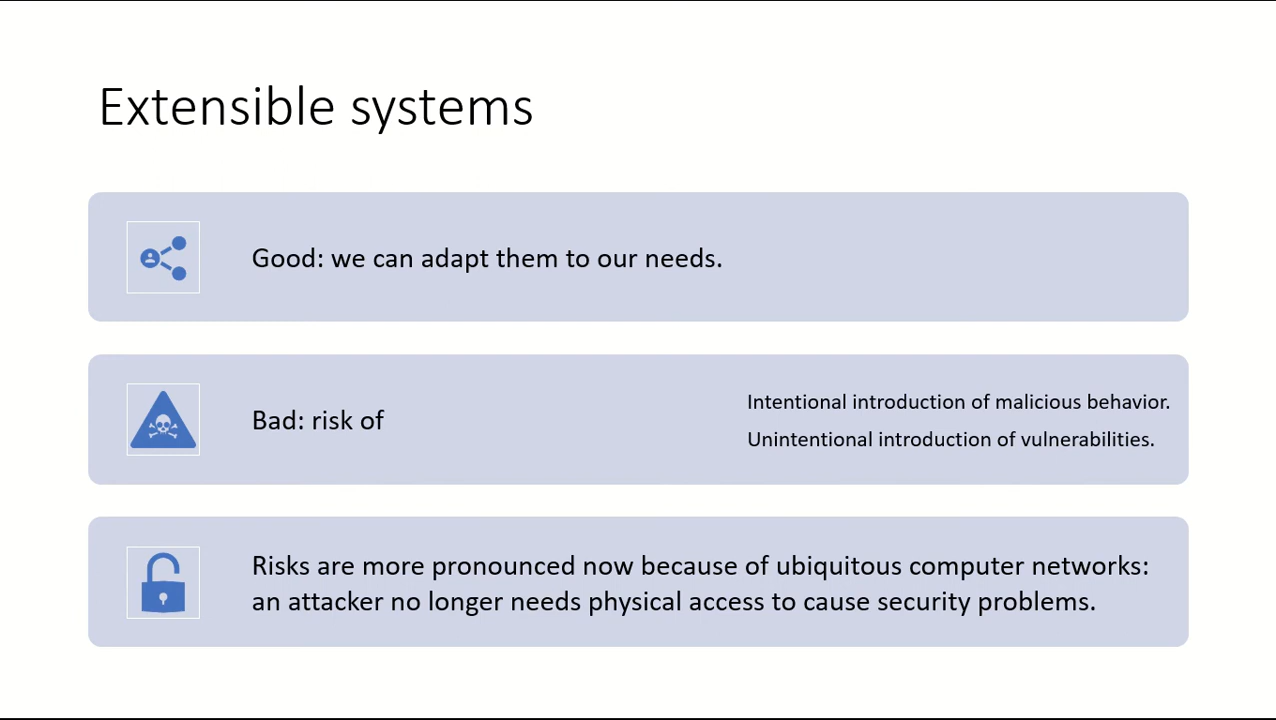 Extensible systems
Good: we can adapt them to our needs.
Bad: risk of
Intentional introduction of malicious behavior.
Unintentional introduction of vulnerabilities.
Risks are more pronounced now because of ubiquitous computer networks:
an attacker no longer needs physical access to cause security problems.